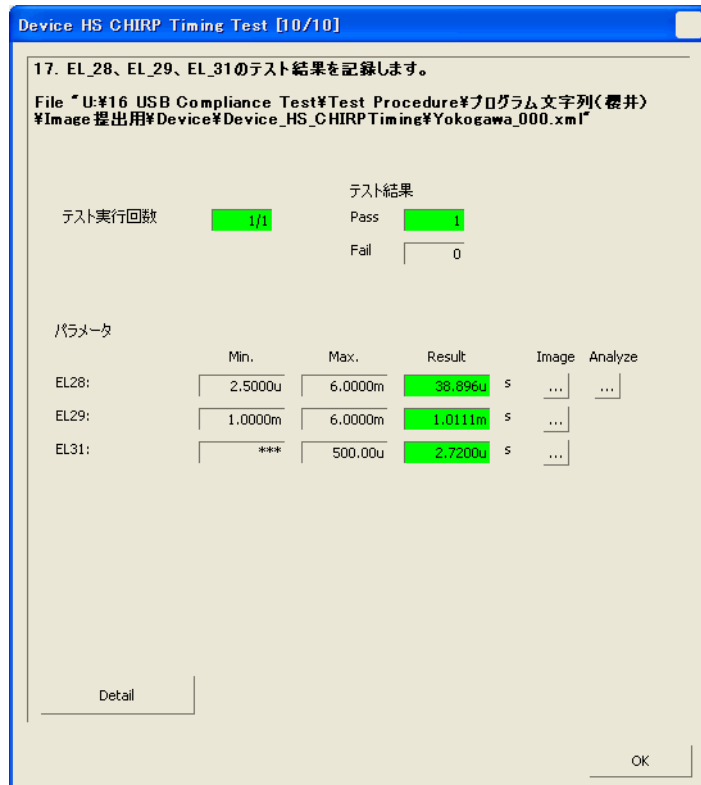 Device HS CHIRP Timing Test [10/10]
17. EL_28、EL_29、EL_31のテスト結果を記録します。
File "U:¥16 USB Compliance Test¥Test Procedure¥プログラム文字列(櫻井)
¥Image提出用¥Device¥Device_HS_CHIRPTiming¥Yokogawa_000.xml"
テスト結果
テスト実行回数 1/1 Pass 1
Fail 0
パラメータ
Min. Max. Result Image Analyze
EL28: 2.5000u 6.0000m 38.896u s ... ...
EL29: 1.0000m 6.0000m 1.0111m s ...
EL31: *** 500.00u 2.7200u s ...
Detail
OK